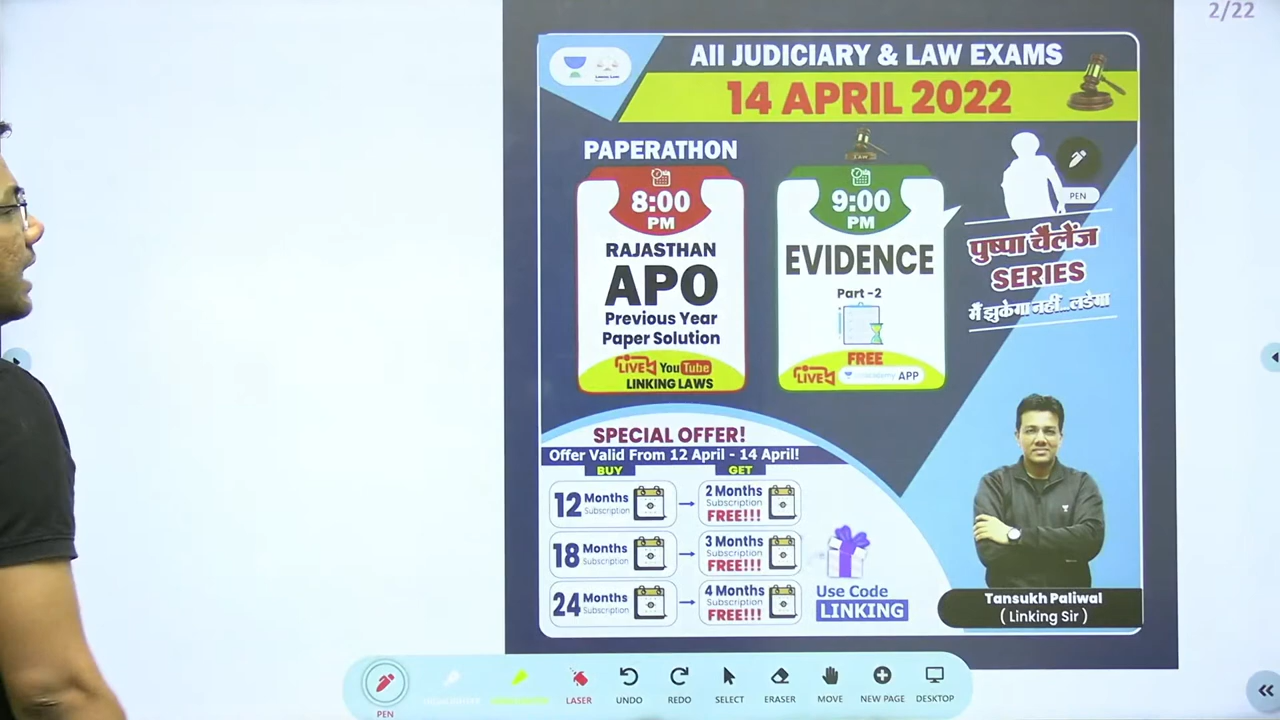 2/22
All JUDICIARY & LAW EXAMS
14 APRIL 2022
PAPERATHON
8:00
PM
RAJASTHAN
APO
Previous Year
Paper Solution
LIVE YouTube
LINKING LAWS
LAW
9:00
PM
EVIDENCE
Part -2
FREE
LIVE unacademy APP
PEN
पुष्पा चैलेंज
SERIES
मैं झुकेगा नहीं...लडेगा
SPECIAL OFFER!
Offer Valid From 12 April - 14 April!
BUY GET
12 Months Subscription 2 Months Subscription FREE!!!
18 Months Subscription 3 Months Subscription FREE!!!
24 Months Subscription 4 Months Subscription FREE!!!
Use Code
LINKING
Tansukh Paliwal
( Linking Sir )
PEN HIGHLIGHTER LASER UNDO REDO SELECT ERASER MOVE NEW PAGE DESKTOP